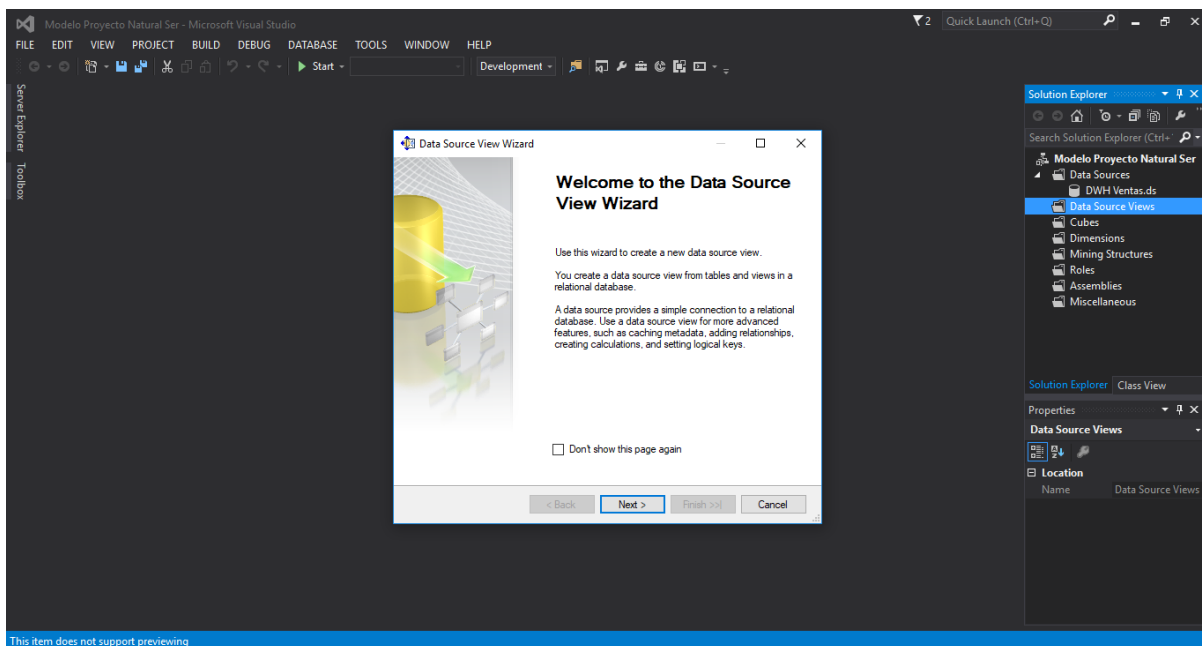 Modelo Proyecto Natural Ser - Microsoft Visual Studio
2
Quick Launch (Ctrl+Q)
FILE EDIT VIEW PROJECT BUILD DEBUG DATABASE TOOLS WINDOW HELP
Start
Development
Server Explorer
Toolbox
Data Source View Wizard
Welcome to the Data Source
View Wizard
Use this wizard to create a new data source view.
You create a data source view from tables and views in a
relational database.
A data source provides a simple connection to a relational
database. Use a data source view for more advanced
features, such as caching metadata, adding relationships,
creating calculations, and setting logical keys.
Don't show this page again
< Back
Next >
Finish >>|
Cancel
Solution Explorer
Search Solution Explorer (Ctrl+
Modelo Proyecto Natural Ser
Data Sources
DWH Ventas.ds
Data Source Views
Cubes
Dimensions
Mining Structures
Roles
Assemblies
Miscellaneous
Solution Explorer Class View
Properties
Data Source Views
Location
Name Data Source Views
This item does not support previewing